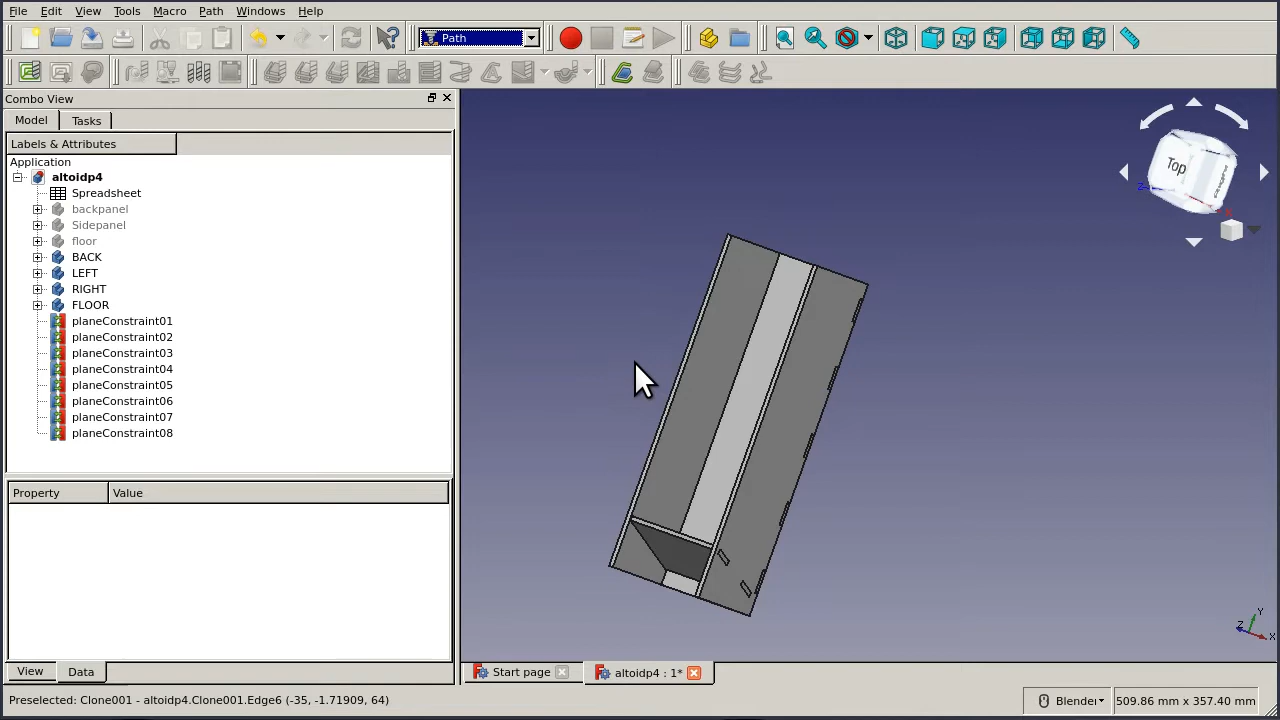 File Edit View Tools Macro Path Windows Help
Path
Combo View
Model Tasks
Labels & Attributes
Application
altoidp4
Spreadsheet
backpanel
Sidepanel
floor
BACK
LEFT
RIGHT
FLOOR
planeConstraint01
planeConstraint02
planeConstraint03
planeConstraint04
planeConstraint05
planeConstraint06
planeConstraint07
planeConstraint08
Property Value
View Data
Top
Right
Z
X
Y
Z
X
Start page
altoidp4 : 1*
Preselected: Clone001 - altoidp4.Clone001.Edge6 (-35, -1.71909, 64)
Blender
509.86 mm x 357.40 mm